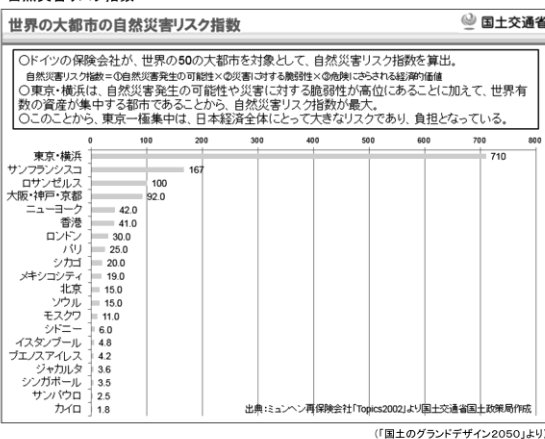 世界の大都市の自然災害リスク指数
国土交通省
○ドイツの保険会社が、世界の50の大都市を対象として、自然災害リスク指数を算出。
自然災害リスク指数＝①自然災害発生の可能性×②災害に対する脆弱性×③危険にさらされる経済的価値
○東京・横浜は、自然災害発生の可能性や災害に対する脆弱性が高位にあることに加えて、世界有
数の資産が集中する都市であることから、自然災害リスク指数が最大。
○このことから、東京一極集中は、日本経済全体にとって大きなリスクであり、負担となっている。
0 100 200 300 400 500 600 700 800
東京・横浜 710
サンフランシスコ 167
ロサンゼルス 100
大阪・神戸・京都 92.0
ニューヨーク 42.0
香港 41.0
ロンドン 30.0
パリ 25.0
シカゴ 20.0
メキシコシティ 19.0
北京 15.0
ソウル 15.0
モスクワ 11.0
シドニー 6.0
イスタンブール 4.8
ブエノスアイレス 4.2
ジャカルタ 3.6
シンガポール 3.5
サンパウロ 2.5
カイロ 1.8
出典：ミュンヘン再保険会社「Topics2002」より国土交通省国土政策局作成
（「国土のグランドデザイン2050」より）